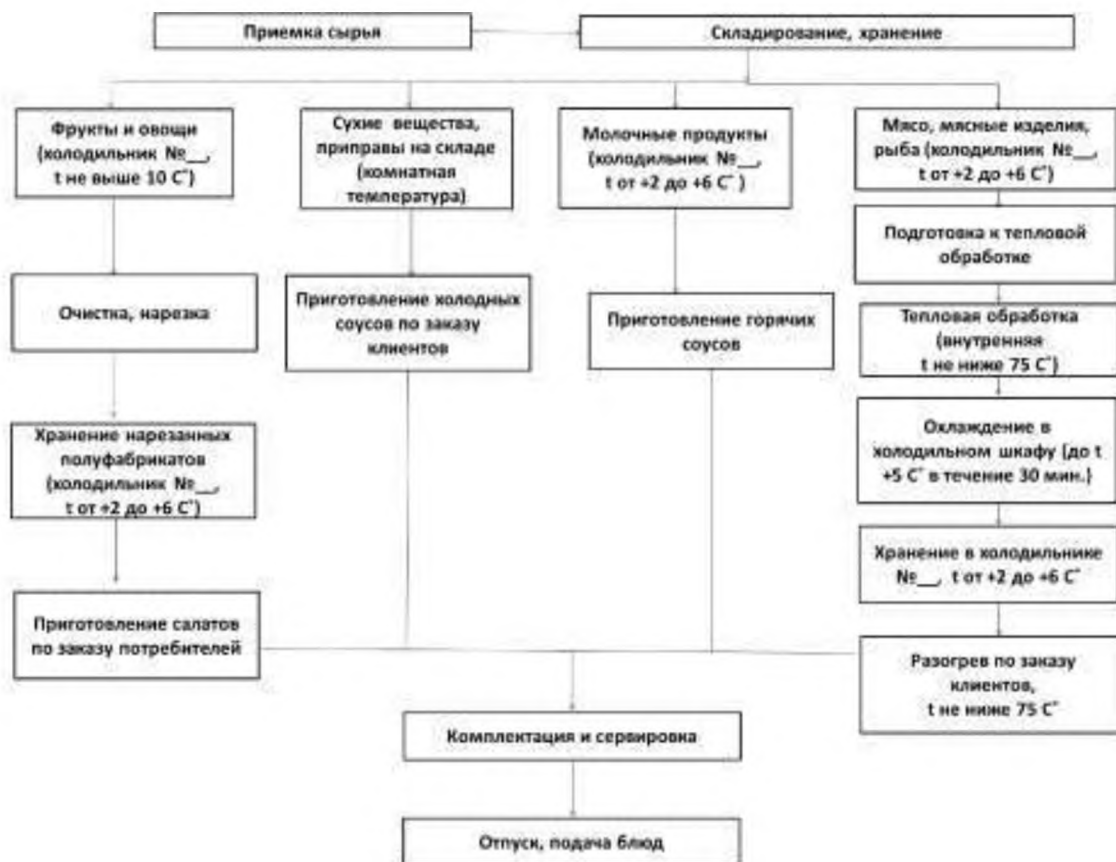 Приемка сырья
Складирование, хранение
Фрукты и овощи
(холодильник №__,
t не выше 10 С°)
Сухие вещества,
приправы на складе
(комнатная
температура)
Молочные продукты
(холодильник №__,
t от +2 до +6 С° )
Мясо, мясные изделия,
рыба (холодильник №__,
t от +2 до +6 С°)
Подготовка к тепловой
обработке
Очистка, нарезка
Приготовление холодных
соусов по заказу
клиентов
Приготовление горячих
соусов
Тепловая обработка
(внутренняя
t не ниже 75 С°)
Хранение нарезанных
полуфабрикатов
(холодильник №__,
t от +2 до +6 С°)
Охлаждение в
холодильном шкафу (до t
+5 С° в течение 30 мин.)
Хранение в холодильнике
№__, t от +2 до +6 С°
Приготовление салатов
по заказу потребителей
Разогрев по заказу
клиентов,
t не ниже 75 С°
Комплектация и сервировка
Отпуск, подача блюд